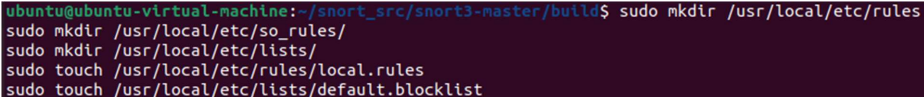 ubuntu@ubuntu-virtual-machine:~/snort_src/snort3-master/build$ sudo mkdir /usr/local/etc/rules
sudo mkdir /usr/local/etc/so_rules/
sudo mkdir /usr/local/etc/lists/
sudo touch /usr/local/etc/rules/local.rules
sudo touch /usr/local/etc/lists/default.blocklist